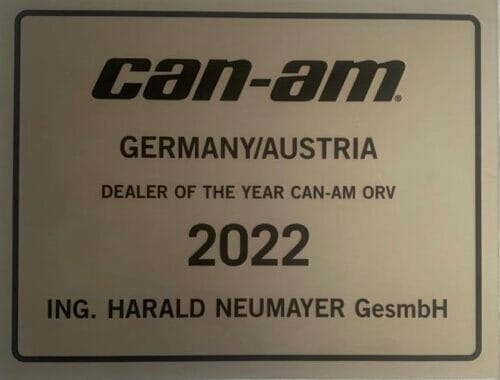 can-am®
GERMANY/AUSTRIA
DEALER OF THE YEAR CAN-AM ORV
2022
ING. HARALD NEUMAYER GesmbH